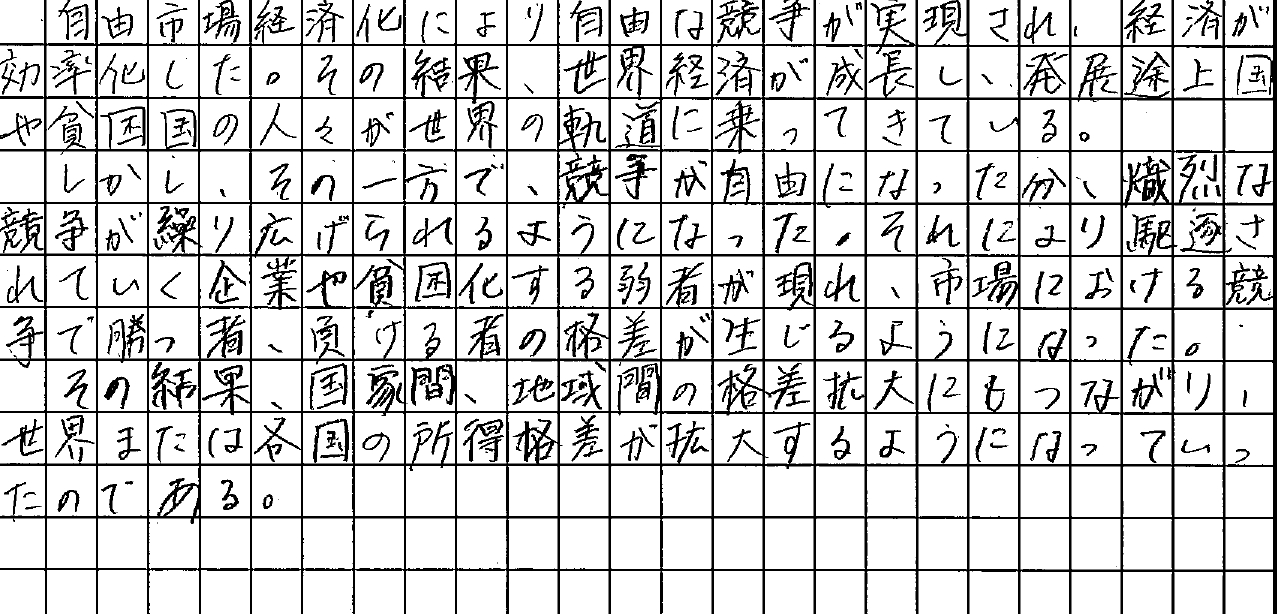 自由市場経済化により自由な競争が実現され、経済が
効率化した。その結果、世界経済が成長し、発展途上国
や貧困国の人々が世界の軌道に乗ってきている。
しかし、その一方で、競争が自由になった分、熾烈な
競争が繰り広げられるようになった。それにより駆逐さ
れていく企業や貧困化する弱者が現れ、市場における競
争で勝つ者、負ける者の格差が生じるようになった。
その結果、国家間、地域間の格差拡大にもつながり、
世界または各国の所得格差が拡大するようになっていっ
たのである。